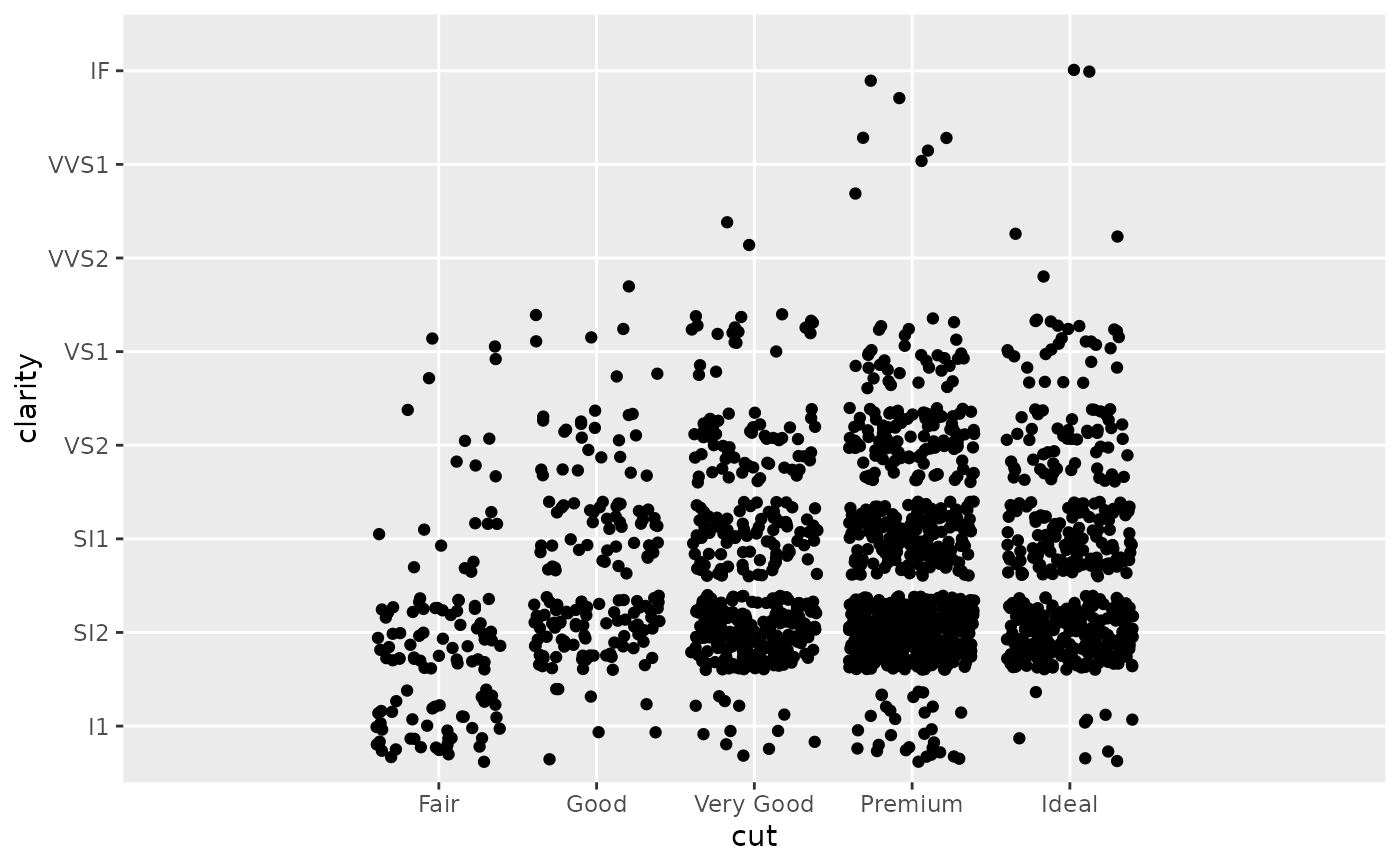 IF
VVS1
VVS2
VS1
VS2
SI1
SI2
I1
clarity
Fair Good Very Good Premium Ideal
cut